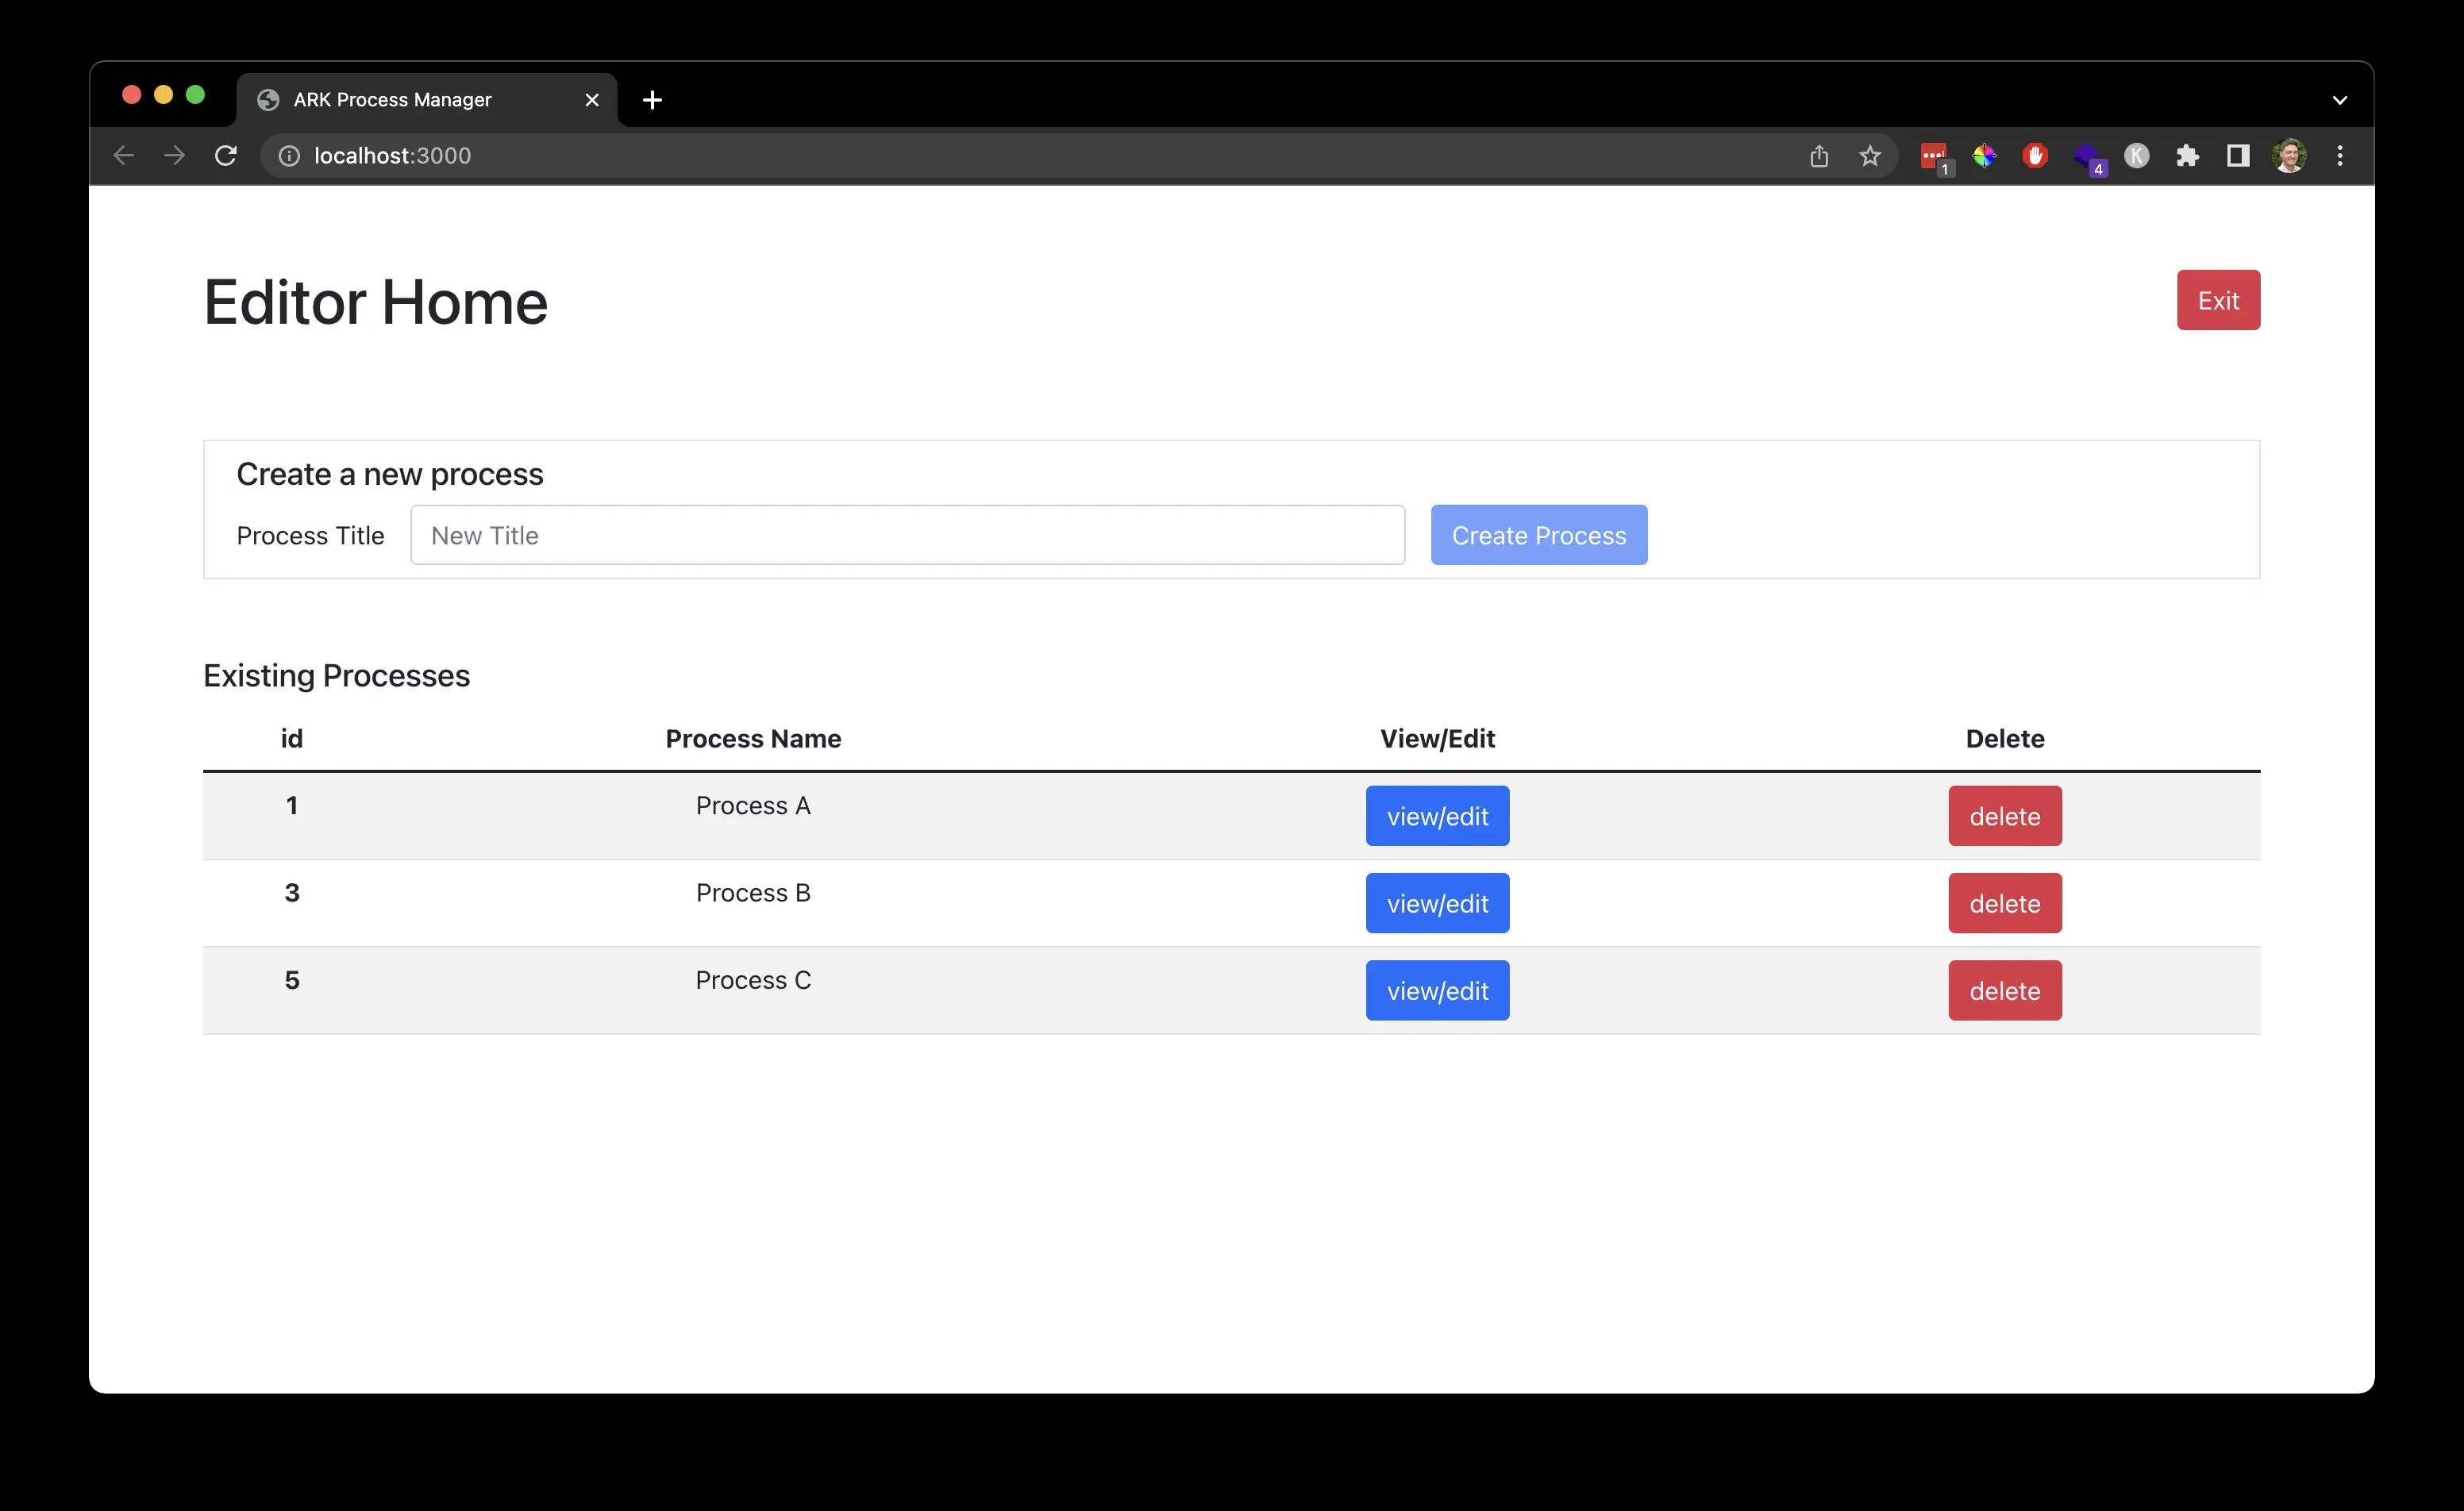 ARK Process Manager
localhost:3000
1
4
K
Editor Home
Exit
Create a new process
Process Title
New Title
Create Process
Existing Processes
id Process Name View/Edit Delete
1 Process A view/edit delete
3 Process B view/edit delete
5 Process C view/edit delete